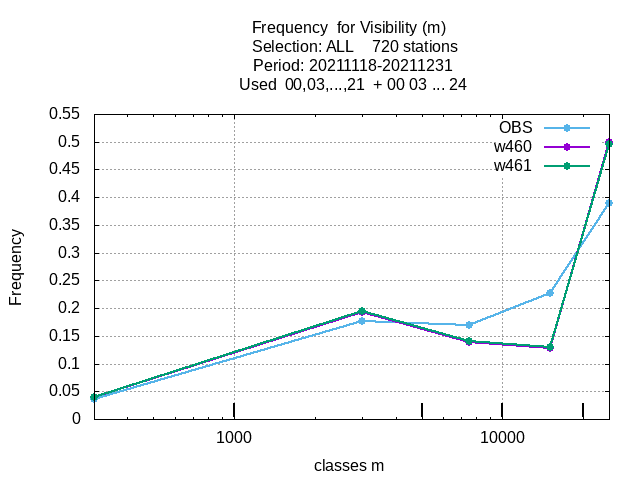 Frequency  for Visibility (m)
Selection: ALL    720 stations
Period: 20211118-20211231
Used  00,03,...,21  + 00 03 ... 24
OBS
w460
w461
Frequency
0.55
0.5
0.45
0.4
0.35
0.3
0.25
0.2
0.15
0.1
0.05
0
1000 10000
classes m